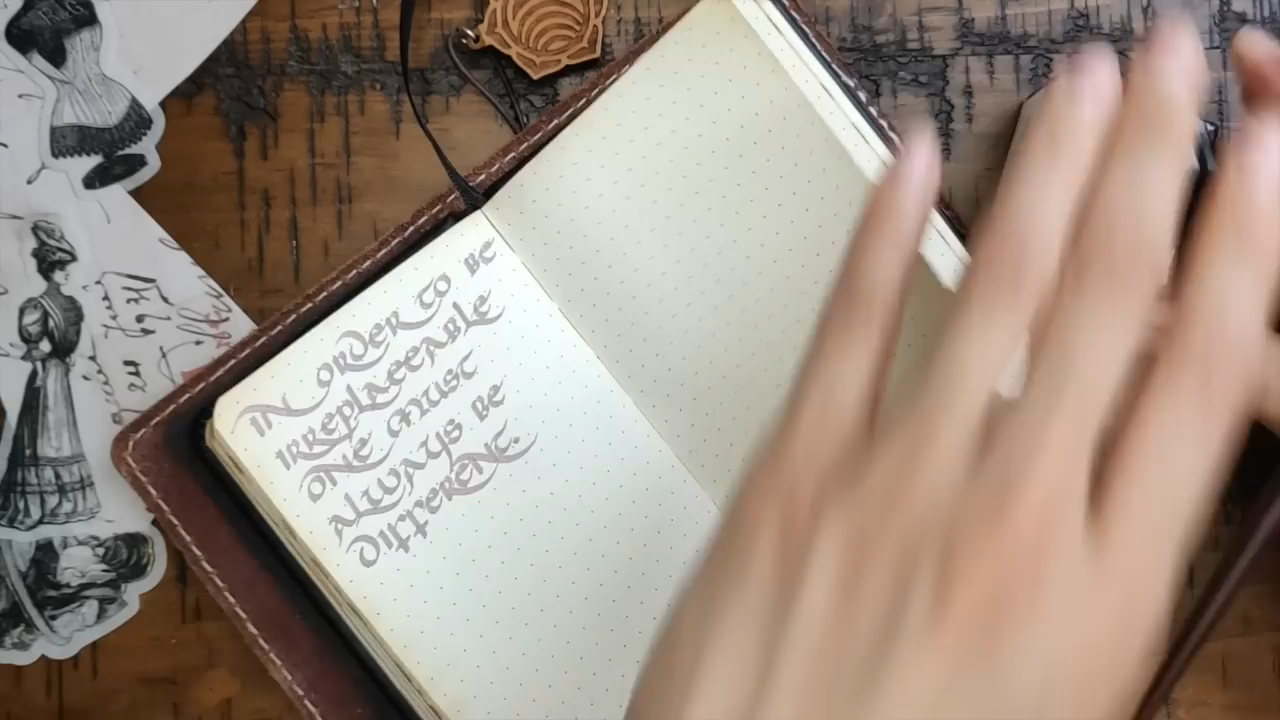 IN ORDER TO BE
IRREPLACEABLE
ONE MUST
ALWAYS BE
DIFFERENT.